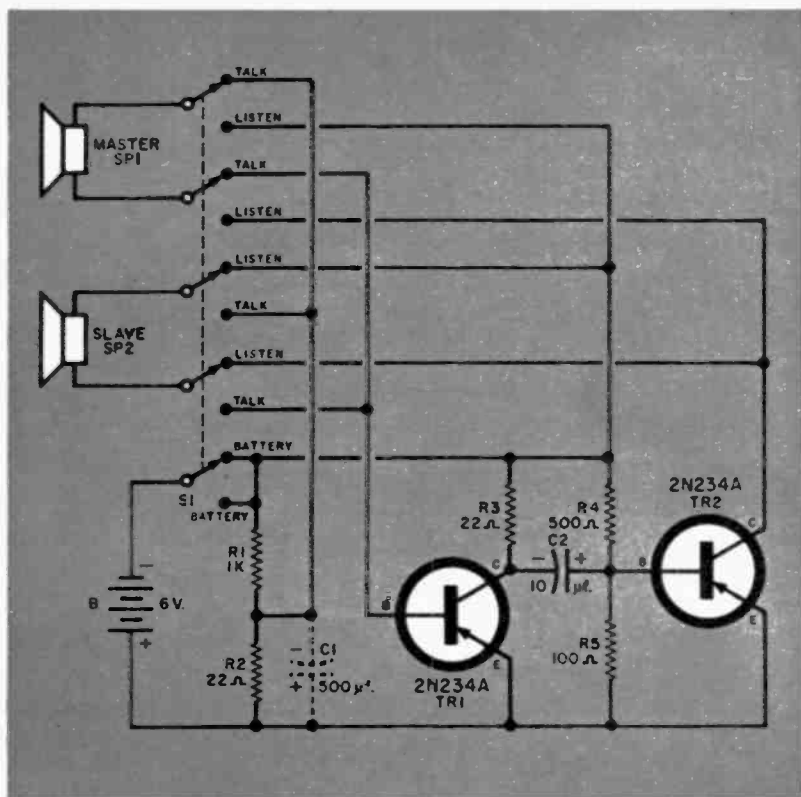 TALK
LISTEN
MASTER
SP1
TALK
LISTEN
LISTEN
SLAVE
SP2
TALK
LISTEN
TALK
BATTERY
S1
BATTERY
R1
1K
R3
22Ω
R4
500Ω
C2
- +
10 μf.
2N234A
TR2
C
B
E
B
-
+
6V.
R2
22Ω
-
C1
+ 500μf.
C
B
E
2N234A
TR1
R5
100Ω